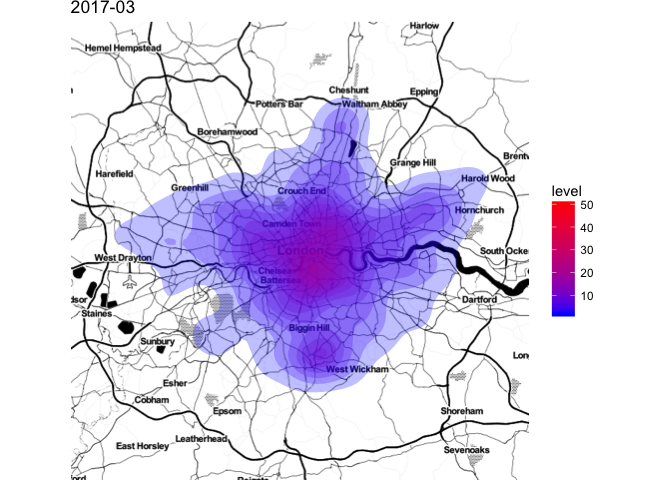 2017-03
Harlow
Hemel Hempstead
Cheshunt
Epping
Potters Bar
Waltham Abbey
Borehamwood
Grange Hill
Brentw
Harefield
Harold Wood
Greenhill
Crouch End
Hornchurch
Camden Town
London
South Ocke
West Drayton
Chelsea
Battersea
dsor
Staines
Dartford
Biggin Hill
Sunbury
Lon
West Wickham
Esher
Cobham
Epsom
Shoreham
Leatherhead
East Horsley
Sevenoaks
ford
Reigate
level
50
40
30
20
10